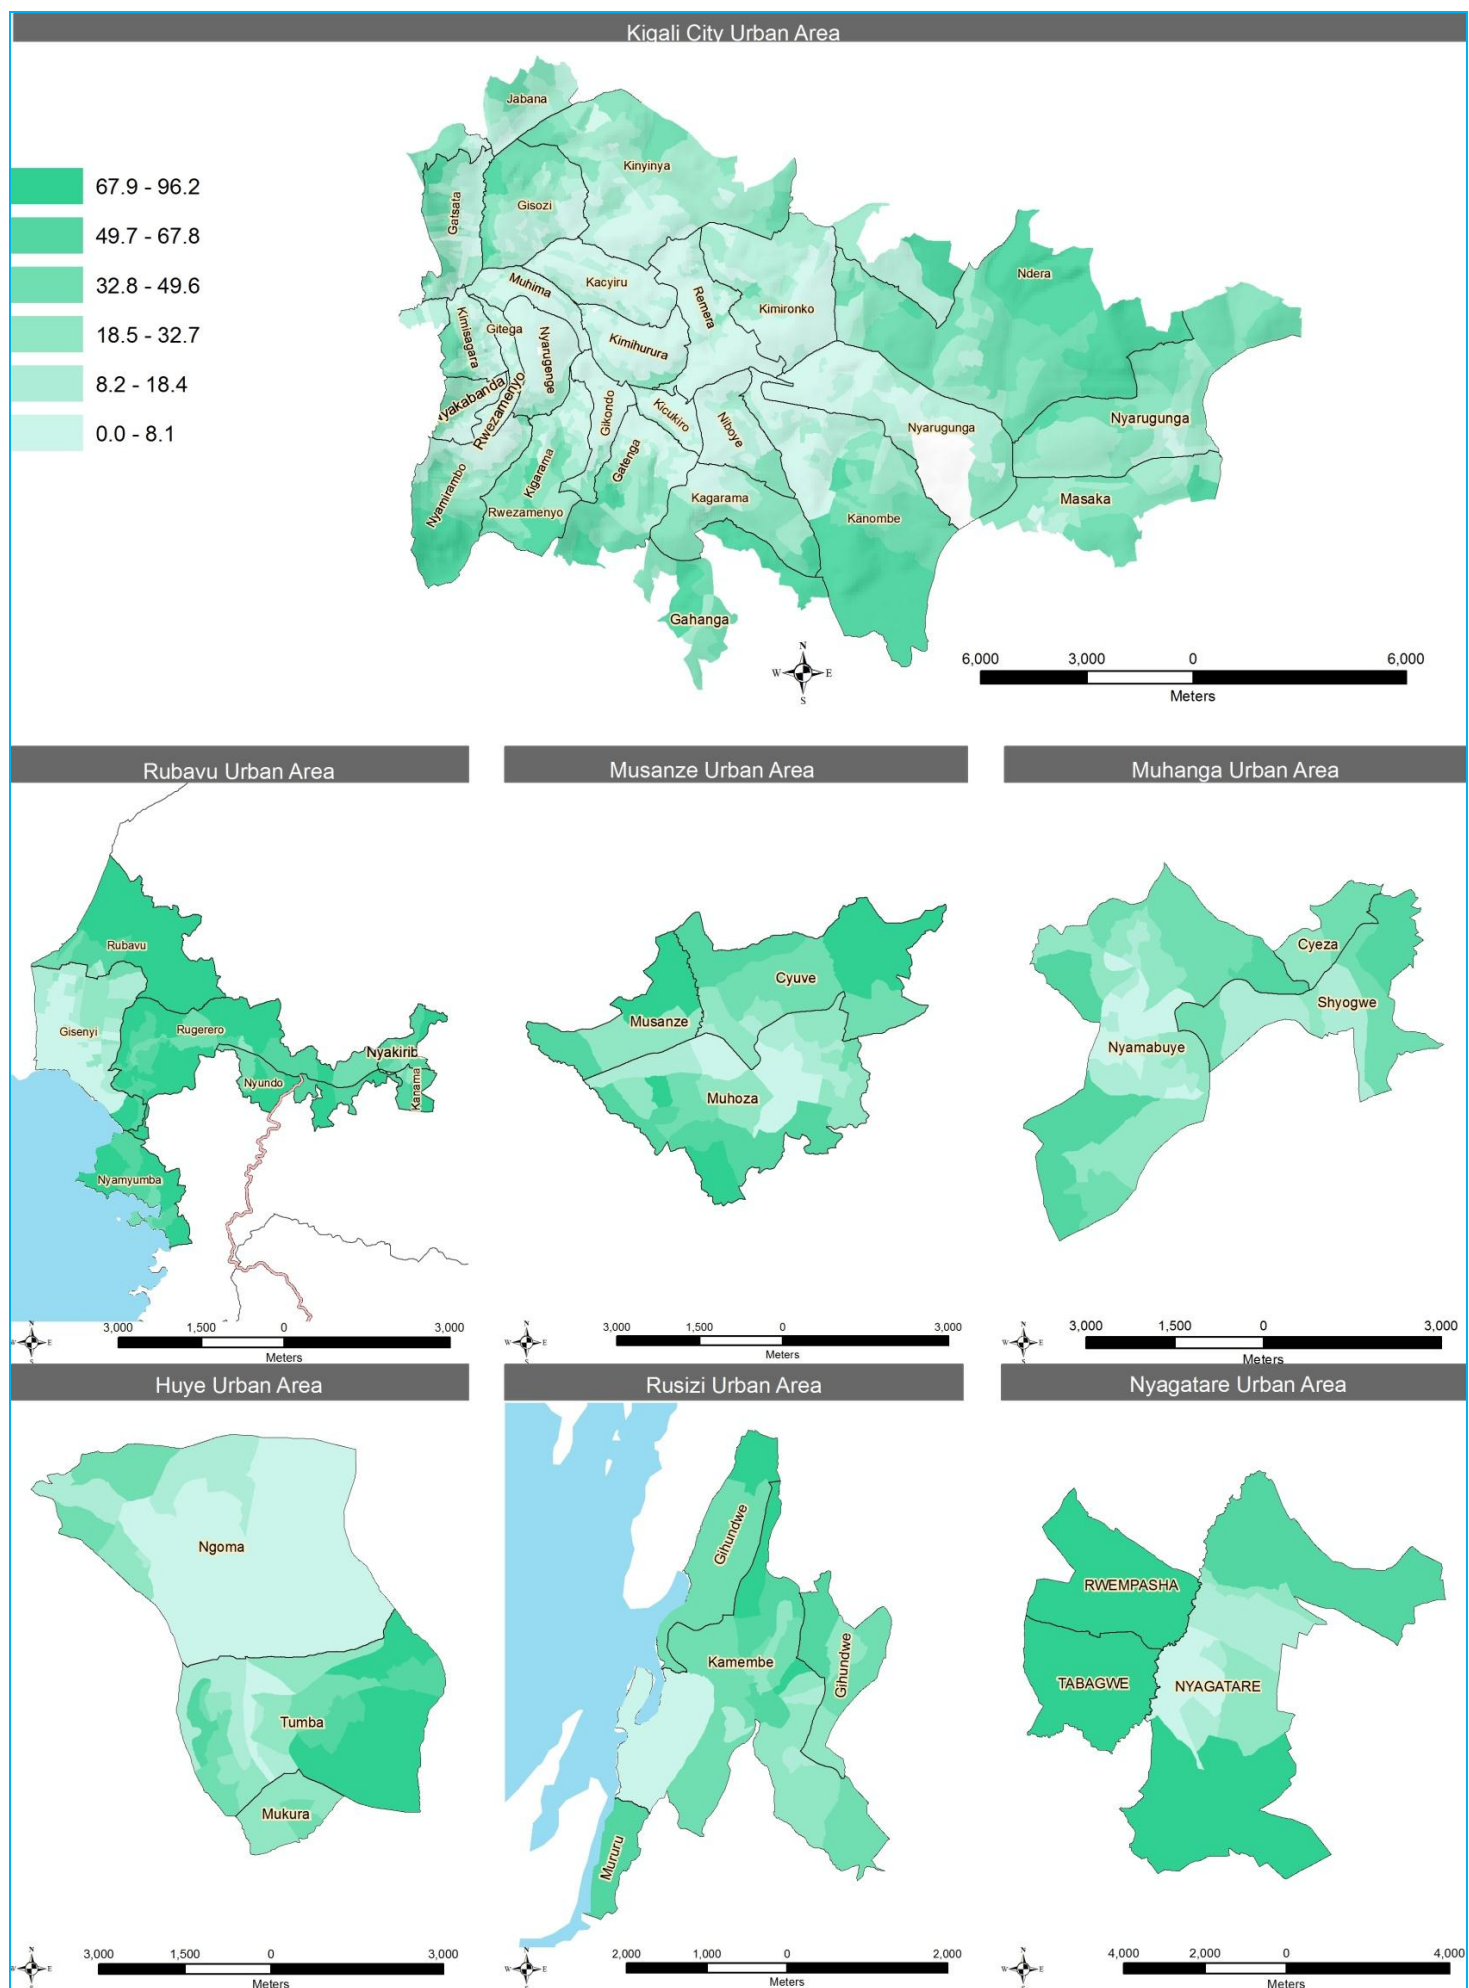 Kigali City Urban Area
67.9 - 96.2
49.7 - 67.8
32.8 - 49.6
18.5 - 32.7
8.2 - 18.4
0.0 - 8.1
Jabana
Kinyinya
Gatsata
Gisozi
Ndera
Muhima
Kacyiru
Remera
Kimironko
Kimisagara
Gitega
Nyarugenge
Kimihurura
Nyakabanda
Rwezamenyo
Gikondo
Kicukiro
Niboye
Nyarugunga
Nyarugunga
Nyamirambo
Kigarama
Gatenga
Rwezamenyo
Kagarama
Kanombe
Masaka
Gahanga
N
W E
S
6,000 3,000 0 6,000
Meters
Rubavu Urban Area
Rubavu
Gisenyi
Rugerero
Nyakirib
Nyundo
Kanama
Nyamyumba
N
W E
S
3,000 1,500 0 3,000
Meters
Musanze Urban Area
Cyuve
Musanze
Muhoza
N
W E
S
3,000 1,500 0 3,000
Meters
Muhanga Urban Area
Cyeza
Shyogwe
Nyamabuye
N
W E
S
3,000 1,500 0 3,000
Meters
Huye Urban Area
Ngoma
Tumba
Mukura
N
W E
S
3,000 1,500 0 3,000
Meters
Rusizi Urban Area
Gihundwe
Kamembe
Gihundwe
Mururu
N
W E
S
2,000 1,000 0 2,000
Meters
Nyagatare Urban Area
RWEMPASHA
TABAGWE
NYAGATARE
N
W E
S
4,000 2,000 0 4,000
Meters